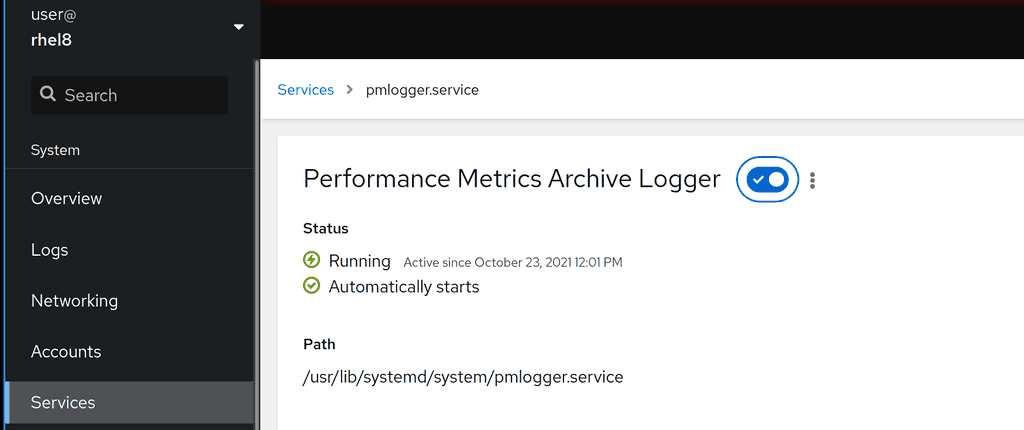 user@
rhel8
Search
System
Overview
Logs
Networking
Accounts
Services
Services > pmlogger.service
Performance Metrics Archive Logger
Status
Running Active since October 23, 2021 12:01 PM
Automatically starts
Path
/usr/lib/systemd/system/pmlogger.service